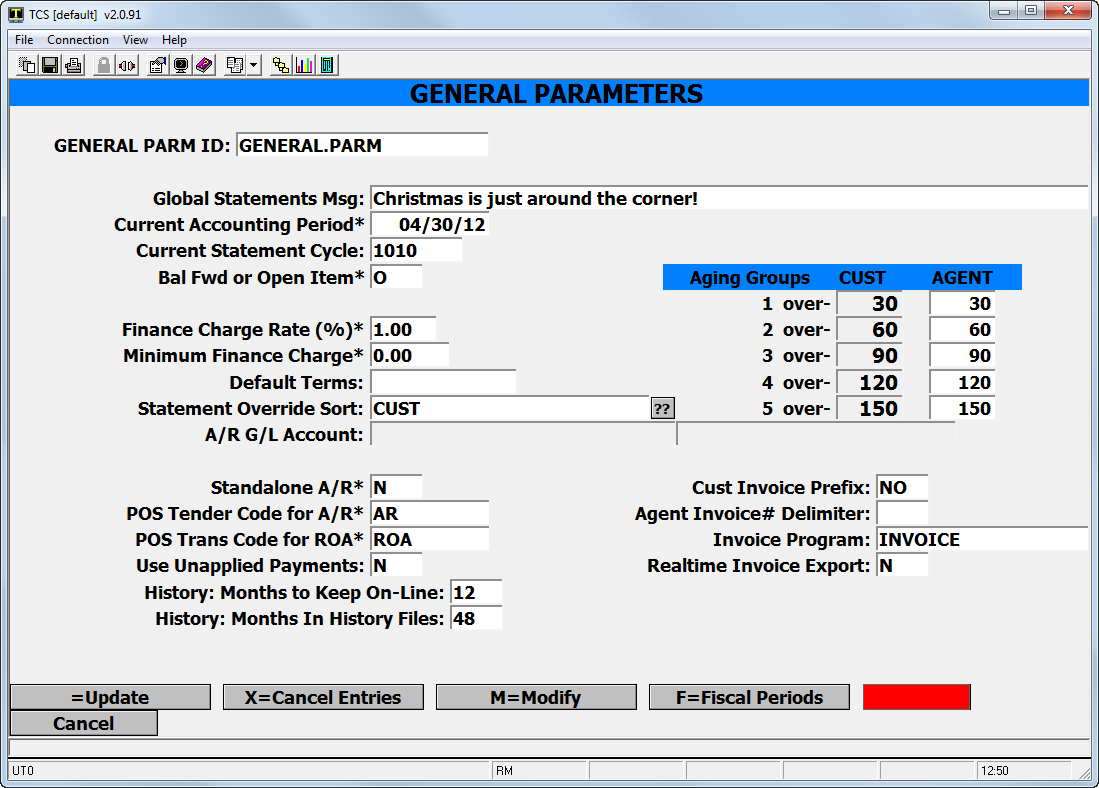 TCS [default] v2.0.91
File Connection View Help
GENERAL PARAMETERS
GENERAL PARM ID: GENERAL.PARM
Global Statements Msg: Christmas is just around the corner!
Current Accounting Period* 04/30/12
Current Statement Cycle: 1010
Bal Fwd or Open Item* O
Aging Groups CUST AGENT
1 over- 30 30
Finance Charge Rate (%)* 1.00
2 over- 60 60
Minimum Finance Charge* 0.00
3 over- 90 90
Default Terms:
4 over- 120 120
Statement Override Sort: CUST ??
5 over- 150 150
A/R G/L Account:
Standalone A/R* N
Cust Invoice Prefix: NO
POS Tender Code for A/R* AR
Agent Invoice# Delimiter:
POS Trans Code for ROA* ROA
Invoice Program: INVOICE
Use Unapplied Payments: N
Realtime Invoice Export: N
History: Months to Keep On-Line: 12
History: Months In History Files: 48
=Update X=Cancel Entries M=Modify F=Fiscal Periods
Cancel
UT0 RM 12:50